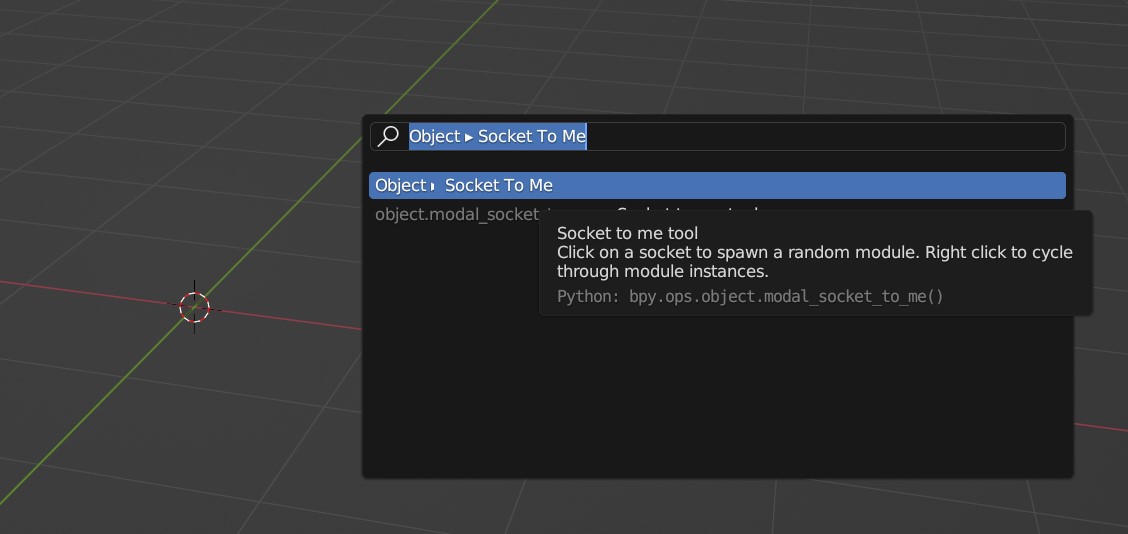 Object ▸ Socket To Me
Object ▸ Socket To Me
object.modal_socket
Socket to me tool
Click on a socket to spawn a random module. Right click to cycle
through module instances.
Python: bpy.ops.object.modal_socket_to_me()